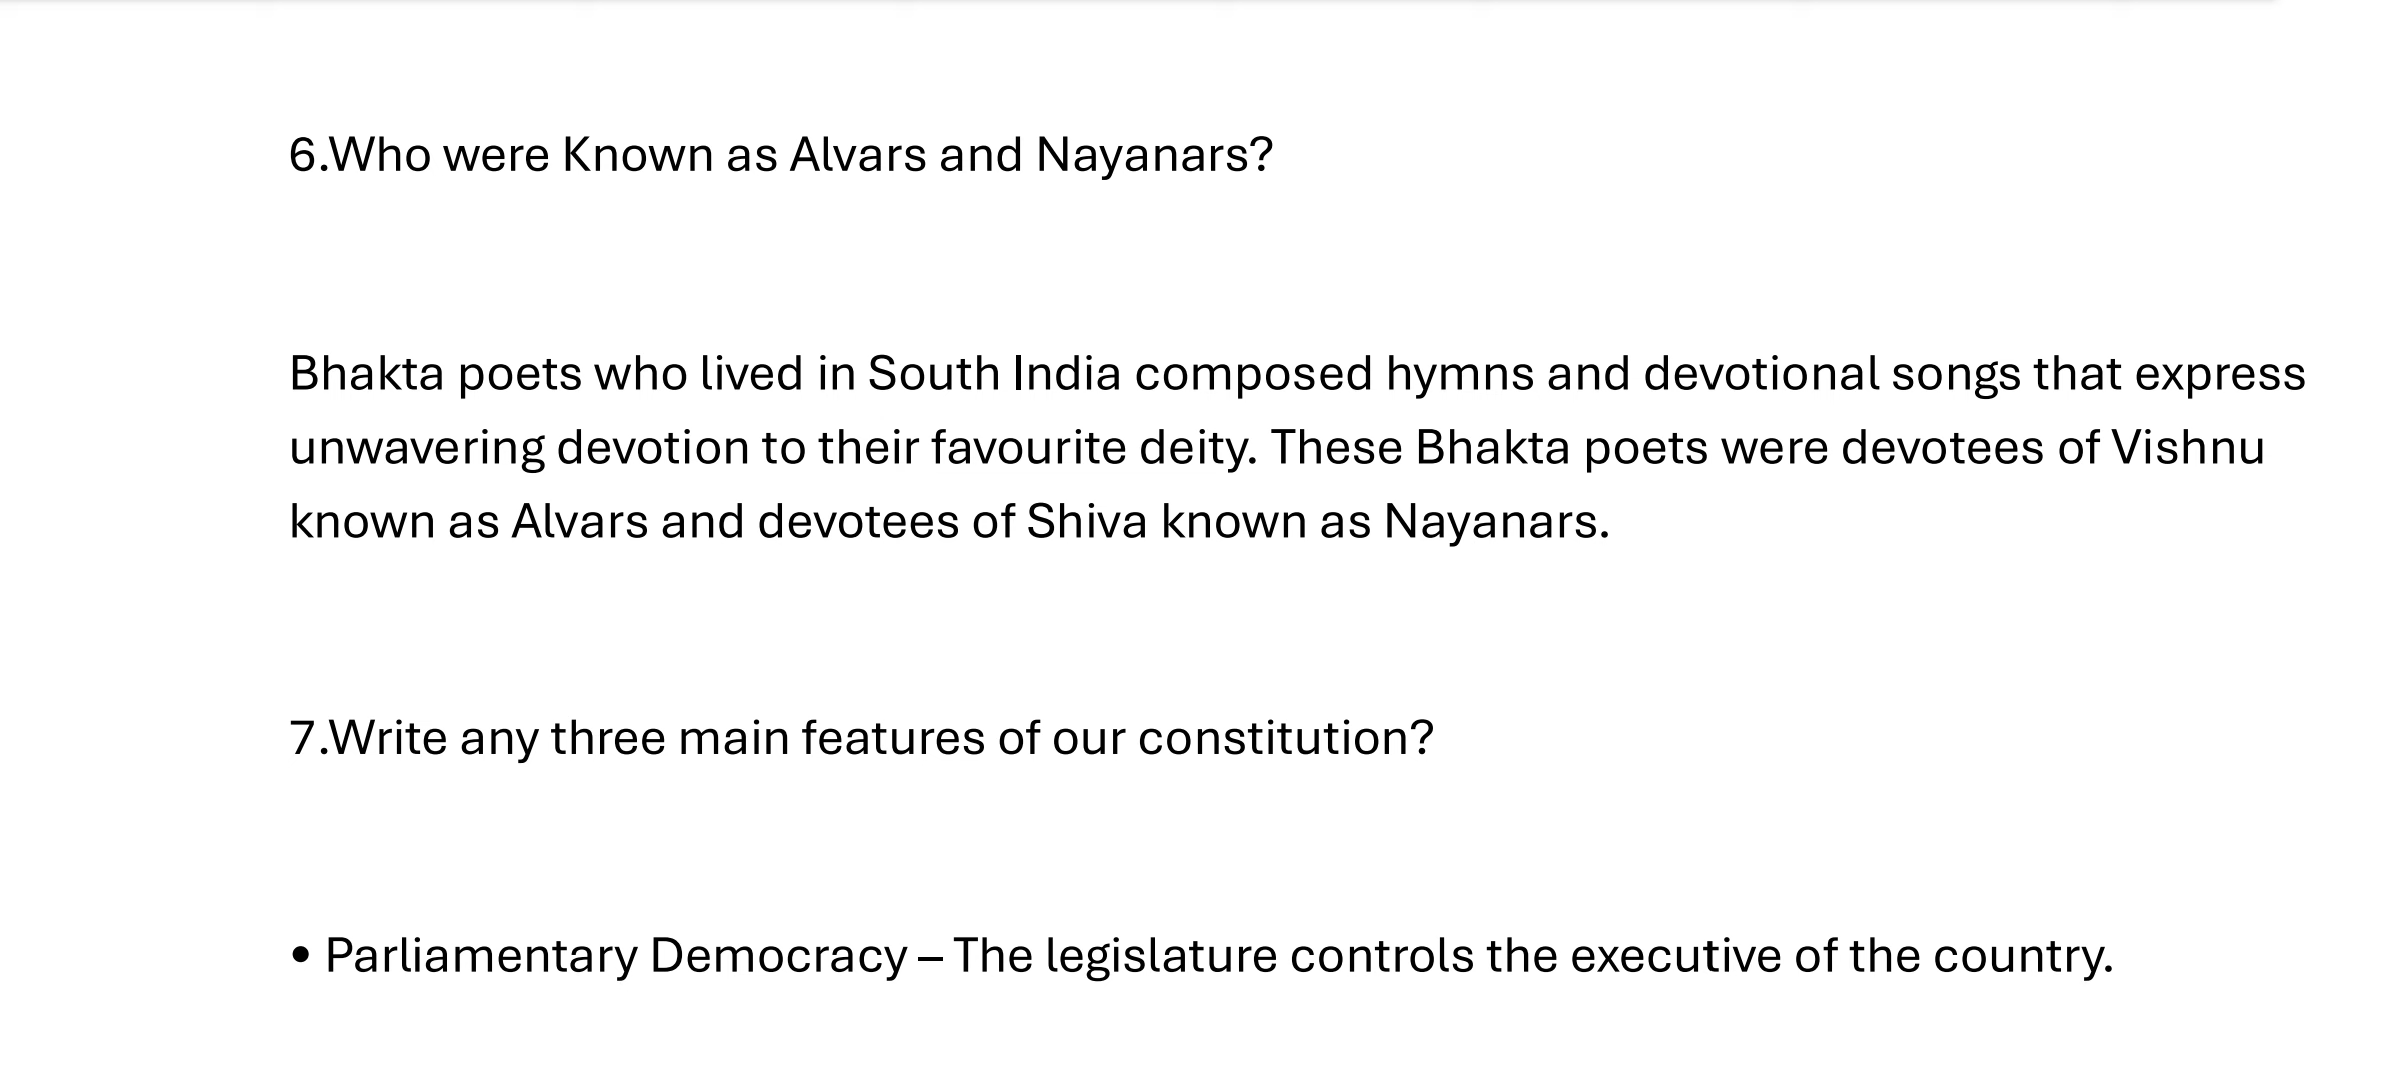 6.Who were Known as Alvars and Nayanars?
Bhakta poets who lived in South India composed hymns and devotional songs that express
unwavering devotion to their favourite deity. These Bhakta poets were devotees of Vishnu
known as Alvars and devotees of Shiva known as Nayanars.
7.Write any three main features of our constitution?
• Parliamentary Democracy – The legislature controls the executive of the country.